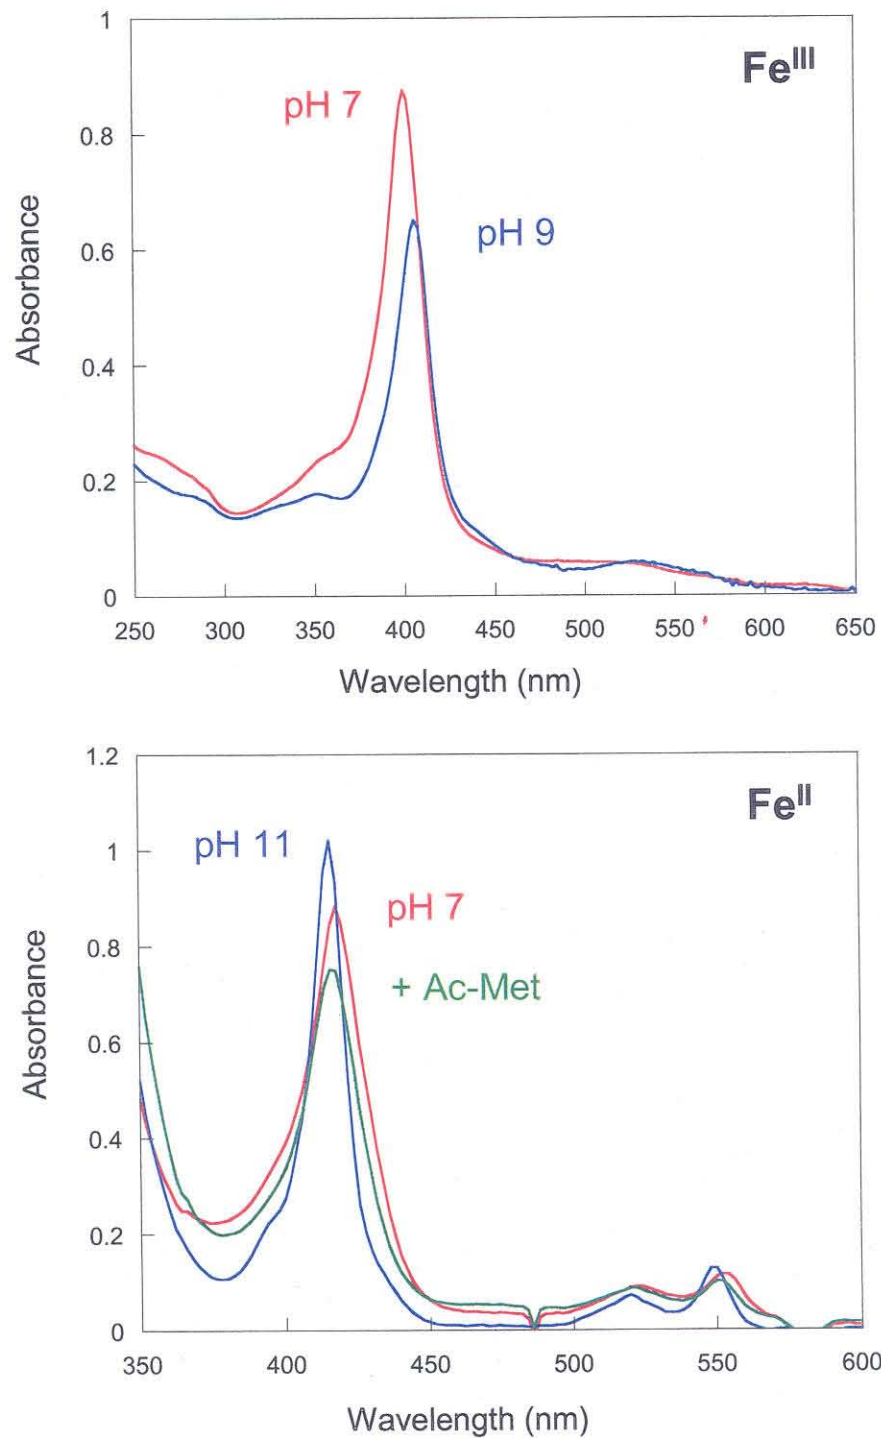 1
Fe^III
pH 7
0.8
pH 9
0.6
Absorbance
0.4
0.2
0
250 300 350 400 450 500 550 600 650
Wavelength (nm)
1.2
Fe^II
pH 11
1
pH 7
0.8
+ Ac-Met
0.6
Absorbance
0.4
0.2
0
350 400 450 500 550 600
Wavelength (nm)